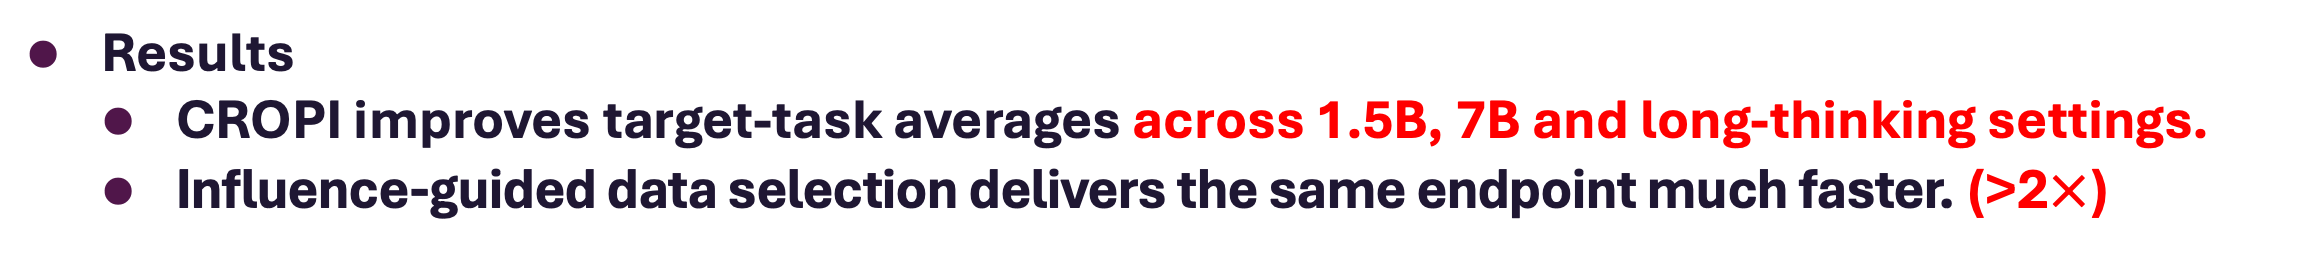 ● Results
● CROPI improves target-task averages across 1.5B, 7B and long-thinking settings.
● Influence-guided data selection delivers the same endpoint much faster. (>2×)